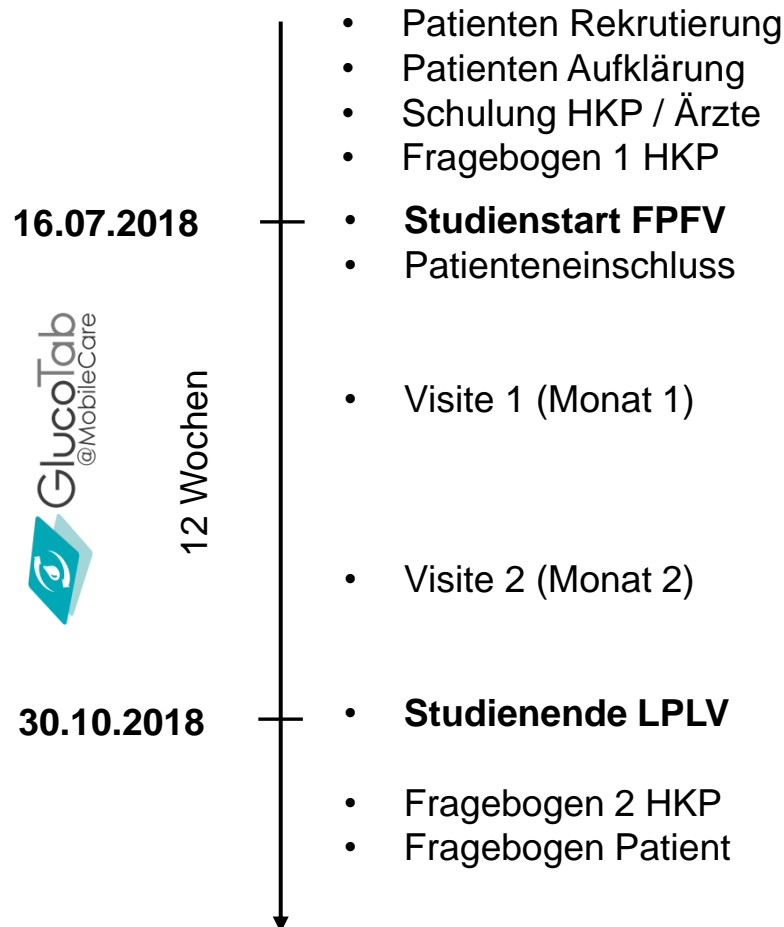 • Patienten Rekrutierung
• Patienten Aufklärung
• Schulung HKP / Ärzte
• Fragebogen 1 HKP
16.07.2018
• Studienstart FPFV
• Patienteneinschluss
GlucoTab
@MobileCare
12 Wochen
• Visite 1 (Monat 1)
• Visite 2 (Monat 2)
30.10.2018
• Studienende LPLV
• Fragebogen 2 HKP
• Fragebogen Patient